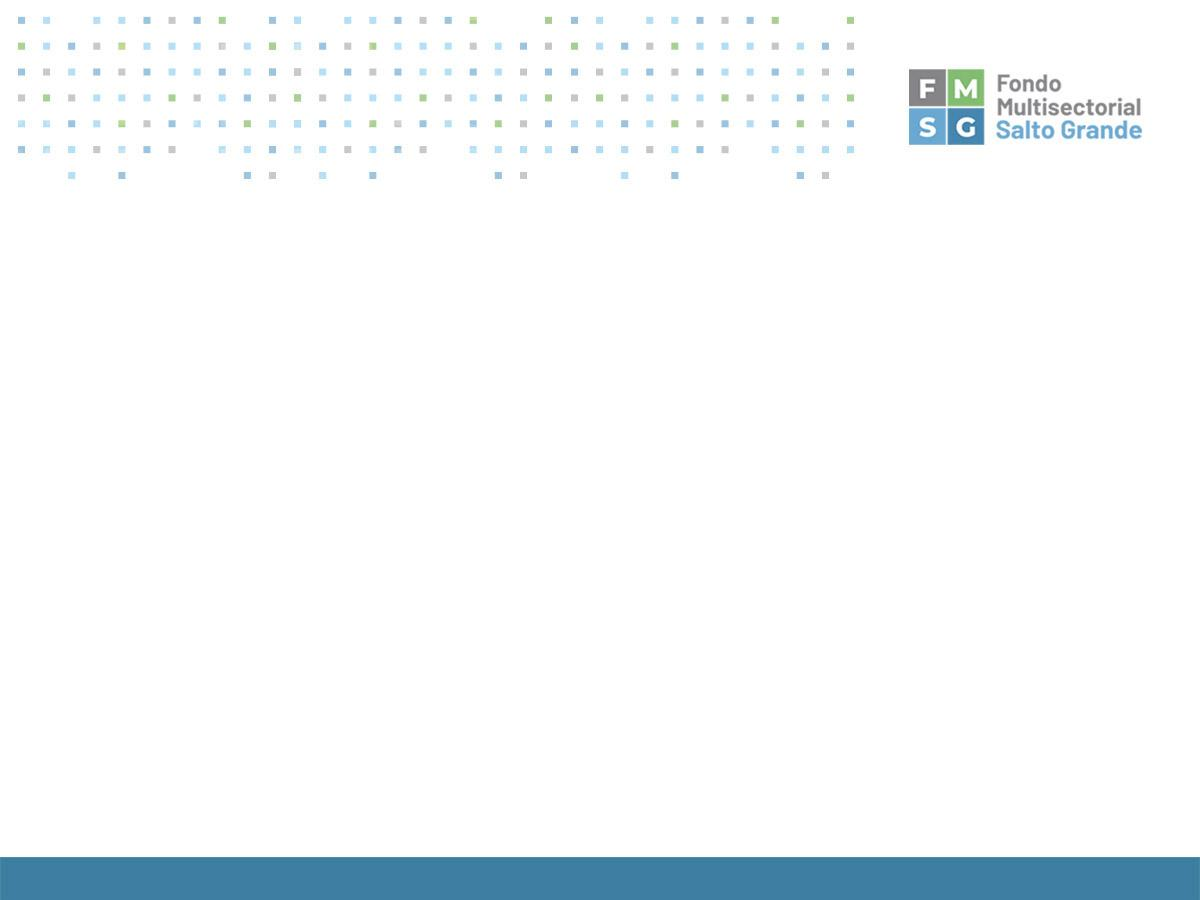 F M
S G
Fondo
Multisectorial
Salto Grande